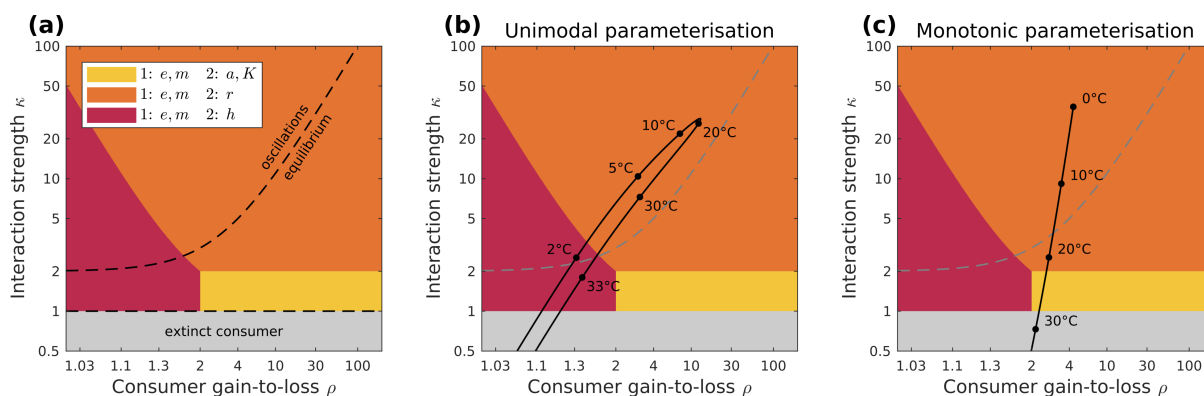 (a)
Interaction strength κ
100
50
20
10
5
2
1
0.5
1: e, m 2: a, K
1: e, m 2: r
1: e, m 2: h
oscillations
equilibrium
extinct consumer
1.03 1.1 1.3 2 4 10 30 100
Consumer gain-to-loss ρ
(b) Unimodal parameterisation
Interaction strength κ
100
50
20
10
5
2
1
0.5
10°C
20°C
5°C
30°C
2°C
33°C
1.03 1.1 1.3 2 4 10 30 100
Consumer gain-to-loss ρ
(c) Monotonic parameterisation
Interaction strength κ
100
50
20
10
5
2
1
0.5
0°C
10°C
20°C
30°C
1.03 1.1 1.3 2 4 10 30 100
Consumer gain-to-loss ρ